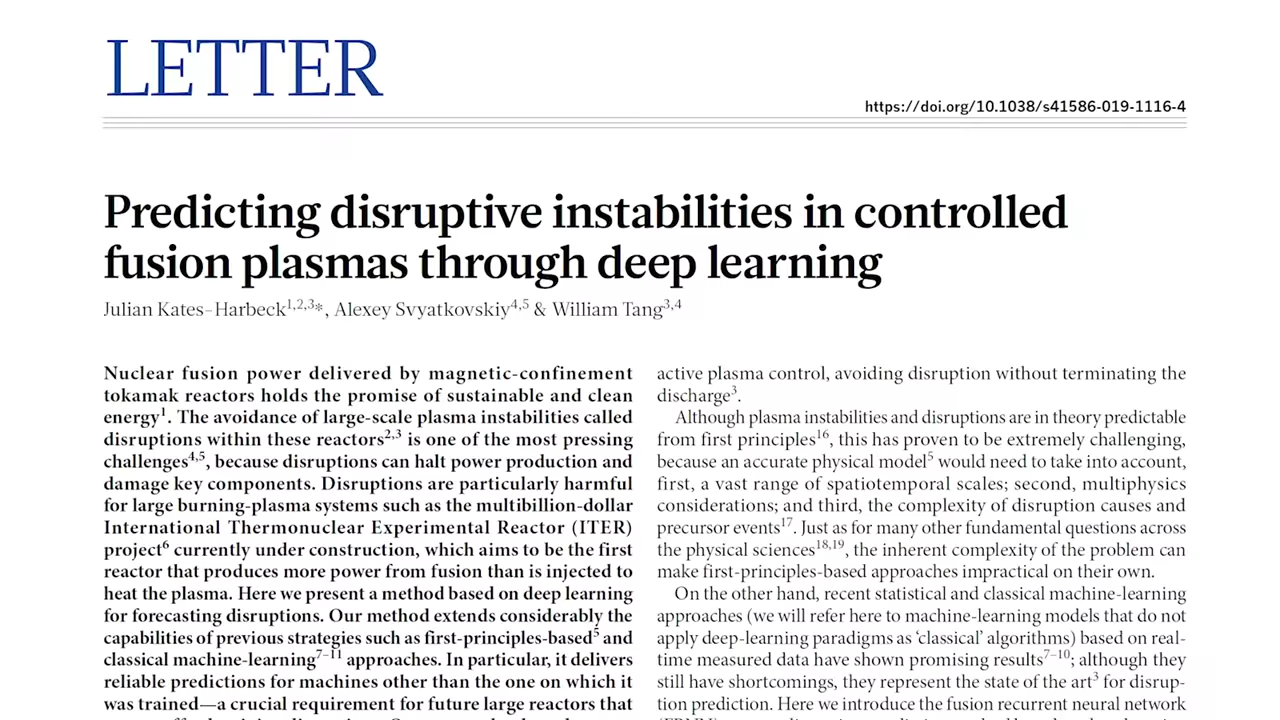 LETTER
https://doi.org/10.1038/s41586-019-1116-4
Predicting disruptive instabilities in controlled
fusion plasmas through deep learning
Julian Kates-Harbeck1,2,3*, Alexey Svyatkovskiy4,5 & William Tang3,4
Nuclear fusion power delivered by magnetic-confinement
tokamak reactors holds the promise of sustainable and clean
energy1. The avoidance of large-scale plasma instabilities called
disruptions within these reactors2,3 is one of the most pressing
challenges4,5, because disruptions can halt power production and
damage key components. Disruptions are particularly harmful
for large burning-plasma systems such as the multibillion-dollar
International Thermonuclear Experimental Reactor (ITER)
project6 currently under construction, which aims to be the first
reactor that produces more power from fusion than is injected to
heat the plasma. Here we present a method based on deep learning
for forecasting disruptions. Our method extends considerably the
capabilities of previous strategies such as first-principles-based5 and
classical machine-learning7–11 approaches. In particular, it delivers
reliable predictions for machines other than the one on which it
was trained—a crucial requirement for future large reactors that
active plasma control, avoiding disruption without terminating the
discharge3.
Although plasma instabilities and disruptions are in theory predictable
from first principles16, this has proven to be extremely challenging,
because an accurate physical model5 would need to take into account,
first, a vast range of spatiotemporal scales; second, multiphysics
considerations; and third, the complexity of disruption causes and
precursor events17. Just as for many other fundamental questions across
the physical sciences18,19, the inherent complexity of the problem can
make first-principles-based approaches impractical on their own.
On the other hand, recent statistical and classical machine-learning
approaches (we will refer here to machine-learning models that do not
apply deep-learning paradigms as ‘classical’ algorithms) based on real-
time measured data have shown promising results7–10; although they
still have shortcomings, they represent the state of the art3 for disrup-
tion prediction. Here we introduce the fusion recurrent neural network